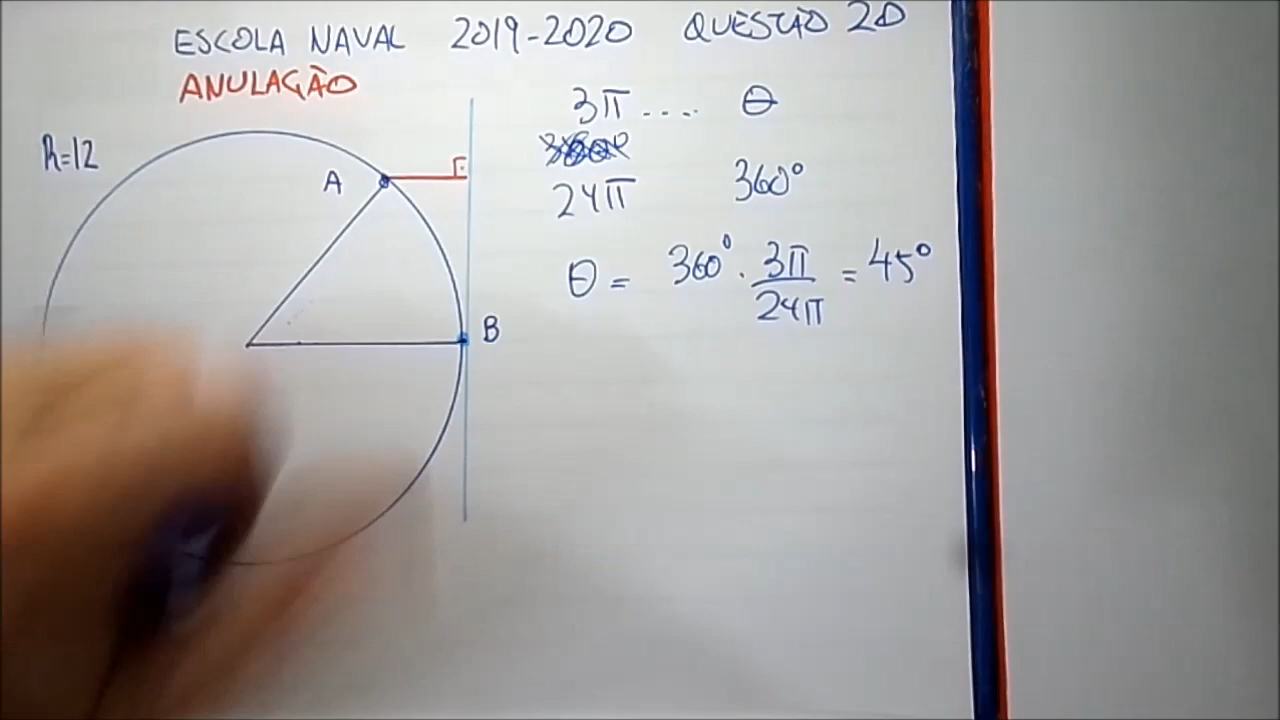 ESCOLA NAVAL 2019-2020 QUESTÃO 20
ANULAÇÃO
R=12
A
B
3π .... θ
24π 360°
θ = 360° · 3π/24π = 45°